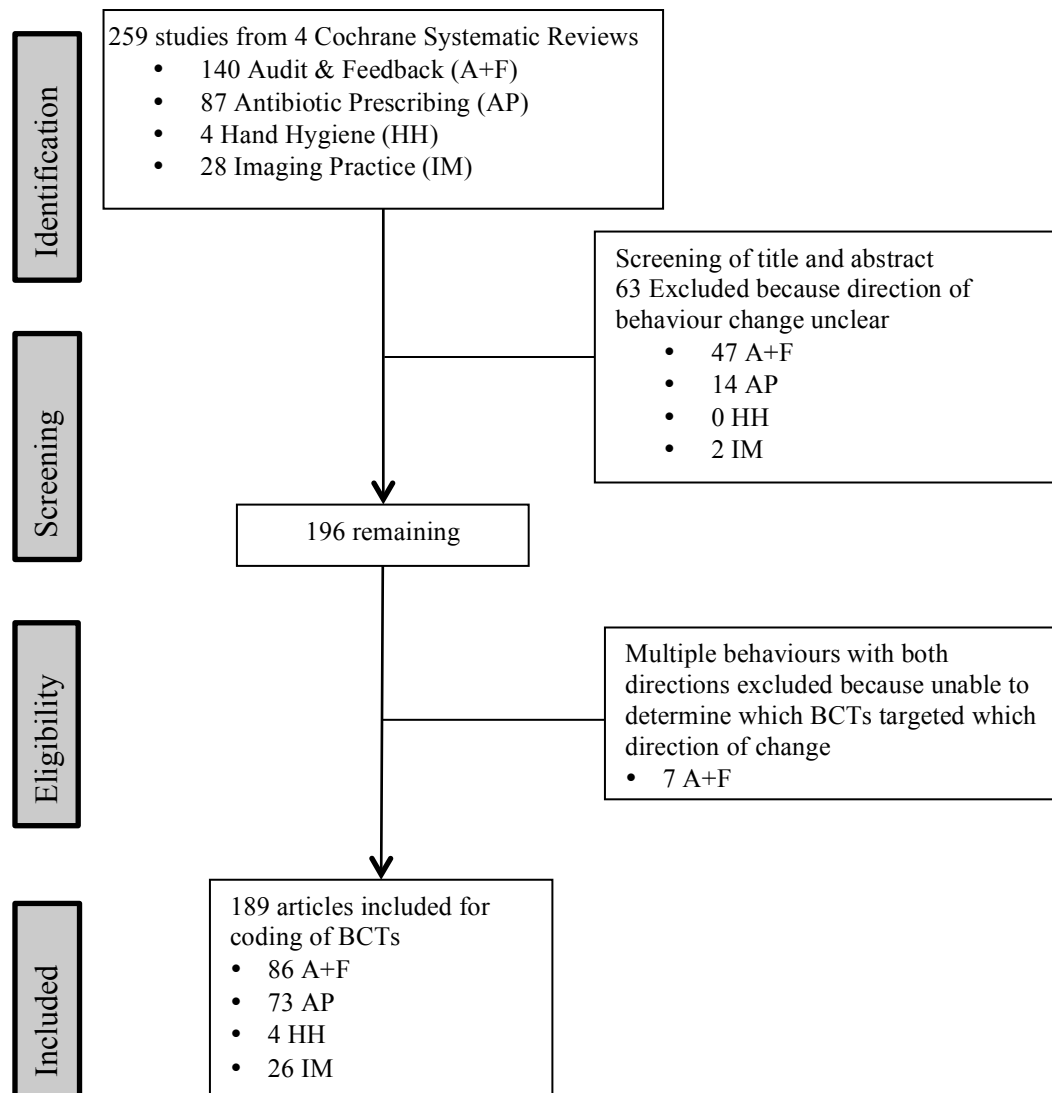 Identification
259 studies from 4 Cochrane Systematic Reviews
• 140 Audit & Feedback (A+F)
• 87 Antibiotic Prescribing (AP)
• 4 Hand Hygiene (HH)
• 28 Imaging Practice (IM)
Screening of title and abstract
63 Excluded because direction of
behaviour change unclear
• 47 A+F
• 14 AP
• 0 HH
• 2 IM
Screening
196 remaining
Eligibility
Multiple behaviours with both
directions excluded because unable to
determine which BCTs targeted which
direction of change
• 7 A+F
Included
189 articles included for
coding of BCTs
• 86 A+F
• 73 AP
• 4 HH
• 26 IM